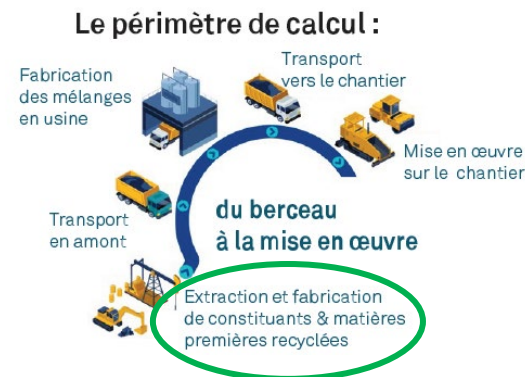 Le périmètre de calcul :
Transport
vers le chantier
Fabrication
des mélanges
en usine
Mise en œuvre
sur le chantier
Transport
en amont
du berceau
à la mise en œuvre
Extraction et fabrication
de constituants & matières
premières recyclées